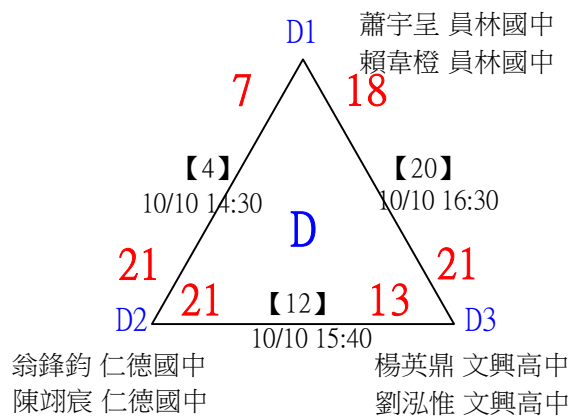 D1
蕭宇呈 員林國中
賴韋橙 員林國中
7
18
【4】
10/10 14:30
【20】
10/10 16:30
D
21
21
21
13
【12】
10/10 15:40
D2
D3
翁鋒鈞 仁德國中
陳翊宸 仁德國中
楊英鼎 文興高中
劉泓惟 文興高中